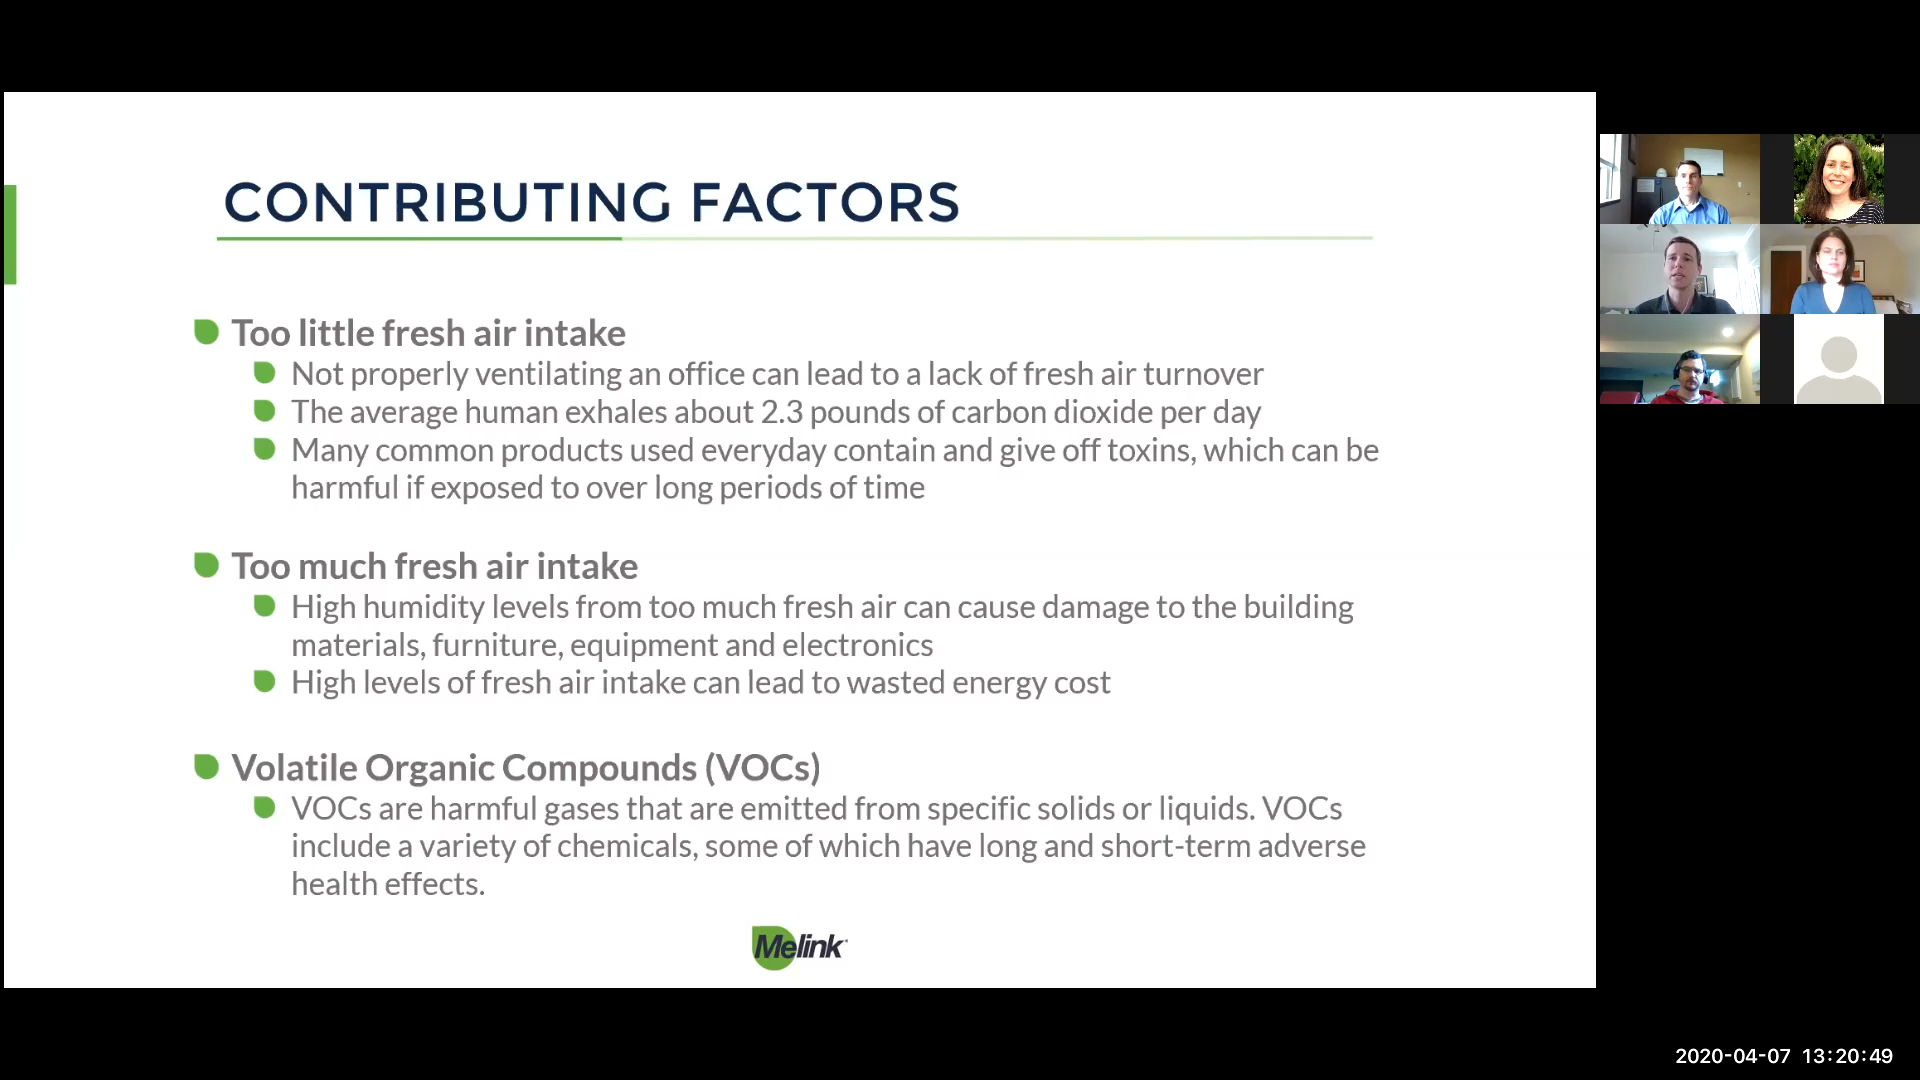 CONTRIBUTING FACTORS
Too little fresh air intake
Not properly ventilating an office can lead to a lack of fresh air turnover
The average human exhales about 2.3 pounds of carbon dioxide per day
Many common products used everyday contain and give off toxins, which can be
harmful if exposed to over long periods of time
Too much fresh air intake
High humidity levels from too much fresh air can cause damage to the building
materials, furniture, equipment and electronics
High levels of fresh air intake can lead to wasted energy cost
Volatile Organic Compounds (VOCs)
VOCs are harmful gases that are emitted from specific solids or liquids. VOCs
include a variety of chemicals, some of which have long and short-term adverse
health effects.
Melink
2020-04-07 13:20:49